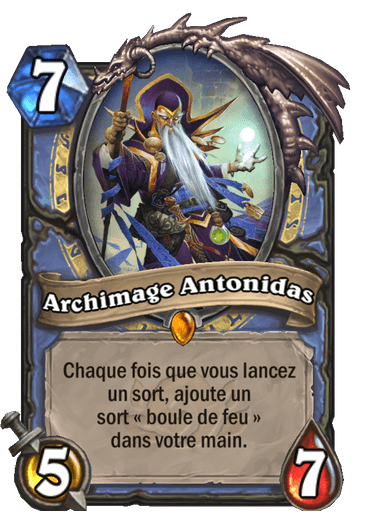 7
Archimage Antonidas
Chaque fois que vous lancez
un sort, ajoute un
sort « boule de feu »
dans votre main.
5
7